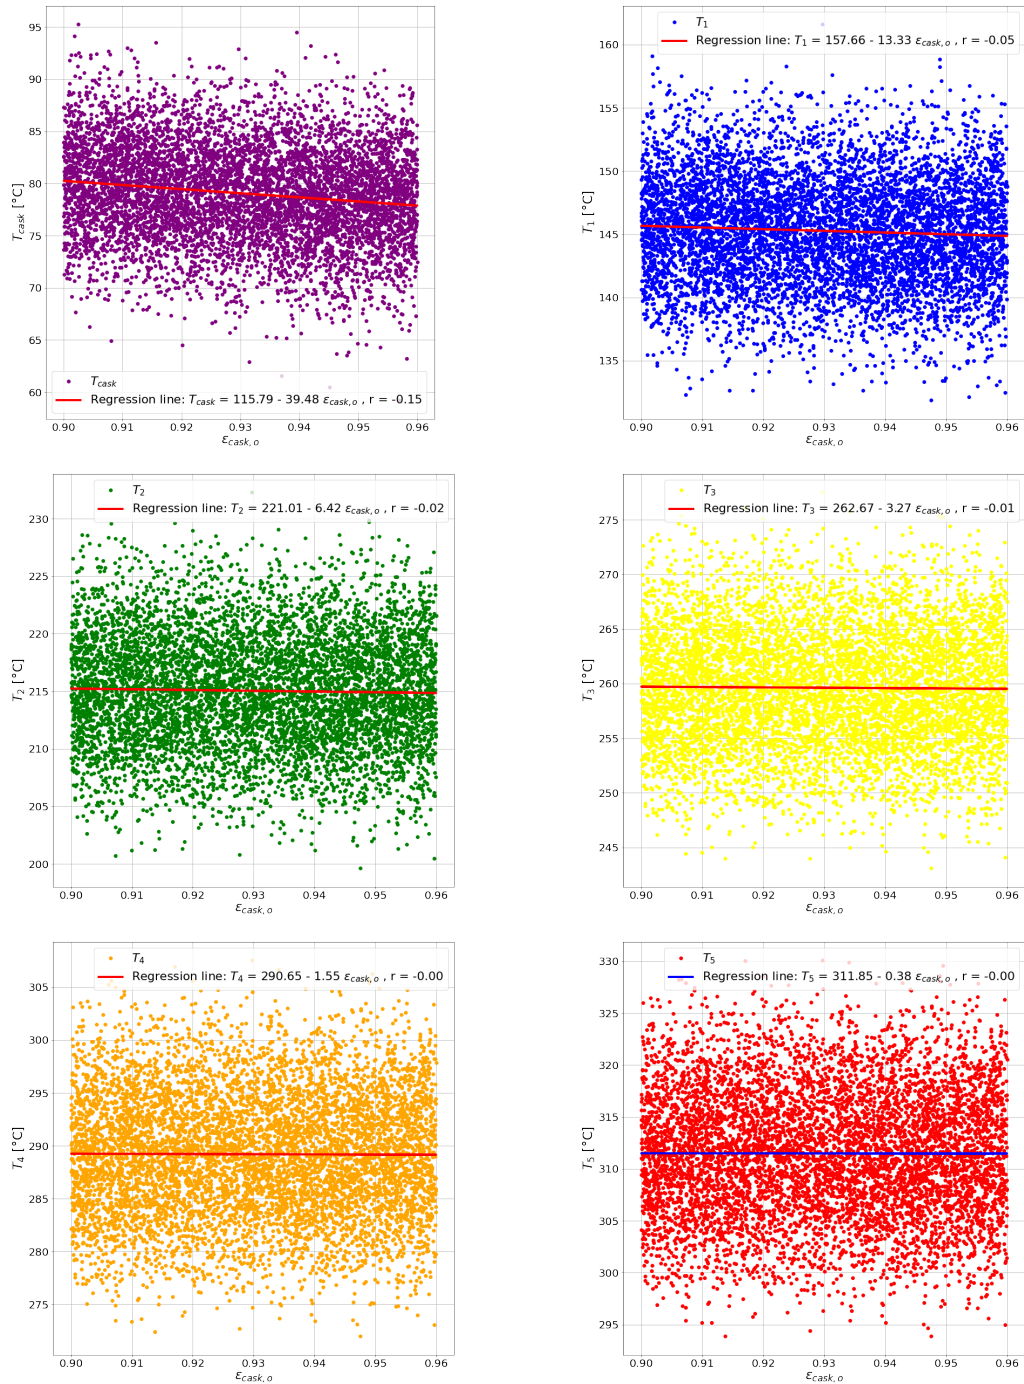 95
90
85
80
75
70
65
60
T_cask [°C]
T_cask
Regression line: T_cask = 115.79 - 39.48 ε_cask,o , r = -0.15
0.90 0.91 0.92 0.93 0.94 0.95 0.96
ε_cask,o
160
155
150
145
140
135
T_1 [°C]
T_1
Regression line: T_1 = 157.66 - 13.33 ε_cask,o , r = -0.05
0.90 0.91 0.92 0.93 0.94 0.95 0.96
ε_cask,o
230
225
220
215
210
205
200
T_2 [°C]
T_2
Regression line: T_2 = 221.01 - 6.42 ε_cask,o , r = -0.02
0.90 0.91 0.92 0.93 0.94 0.95 0.96
ε_cask,o
275
270
265
260
255
250
245
T_3 [°C]
T_3
Regression line: T_3 = 262.67 - 3.27 ε_cask,o , r = -0.01
0.90 0.91 0.92 0.93 0.94 0.95 0.96
ε_cask,o
305
300
295
290
285
280
275
T_4 [°C]
T_4
Regression line: T_4 = 290.65 - 1.55 ε_cask,o , r = -0.00
0.90 0.91 0.92 0.93 0.94 0.95 0.96
ε_cask,o
330
325
320
315
310
305
300
295
T_5 [°C]
T_5
Regression line: T_5 = 311.85 - 0.38 ε_cask,o , r = -0.00
0.90 0.91 0.92 0.93 0.94 0.95 0.96
ε_cask,o